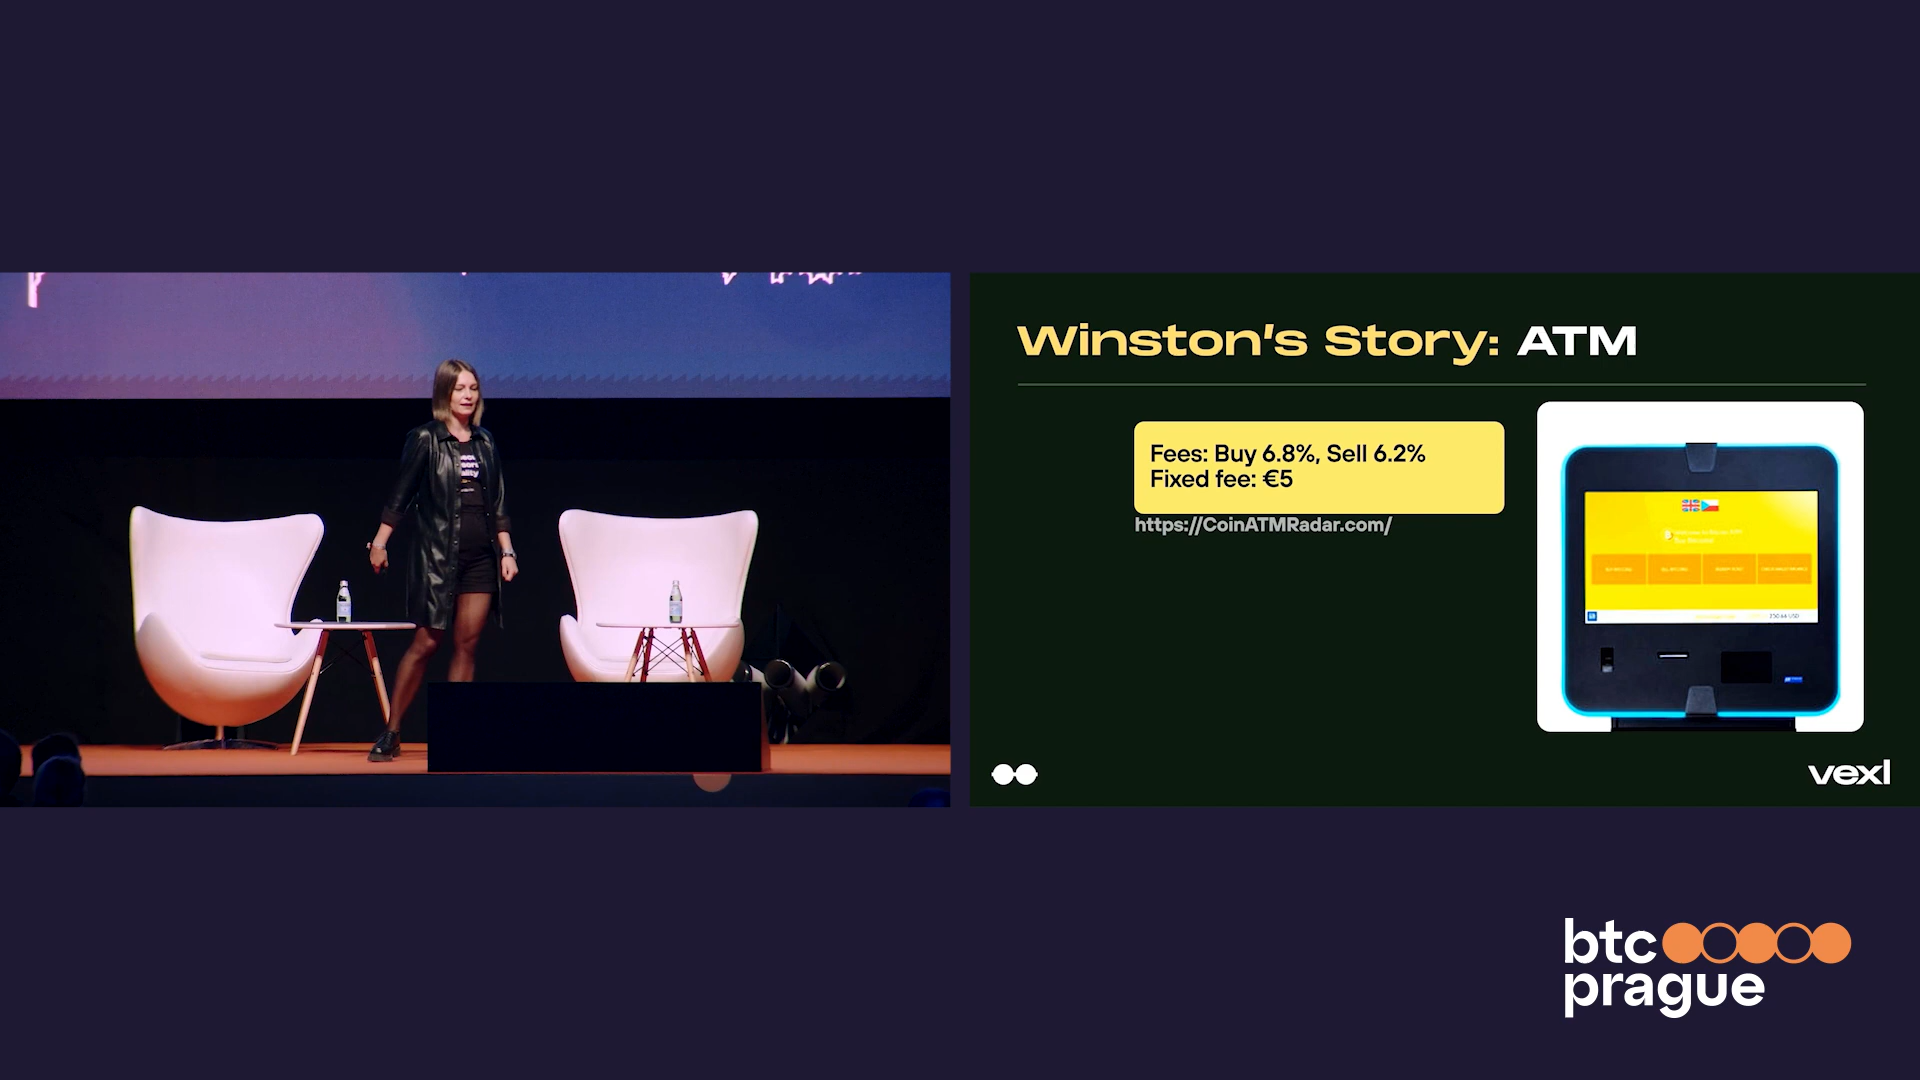 Winston's Story: ATM
Fees: Buy 6.8%, Sell 6.2%
Fixed fee: €5
https://CoinATMRadar.com/
vexl
btc
prague